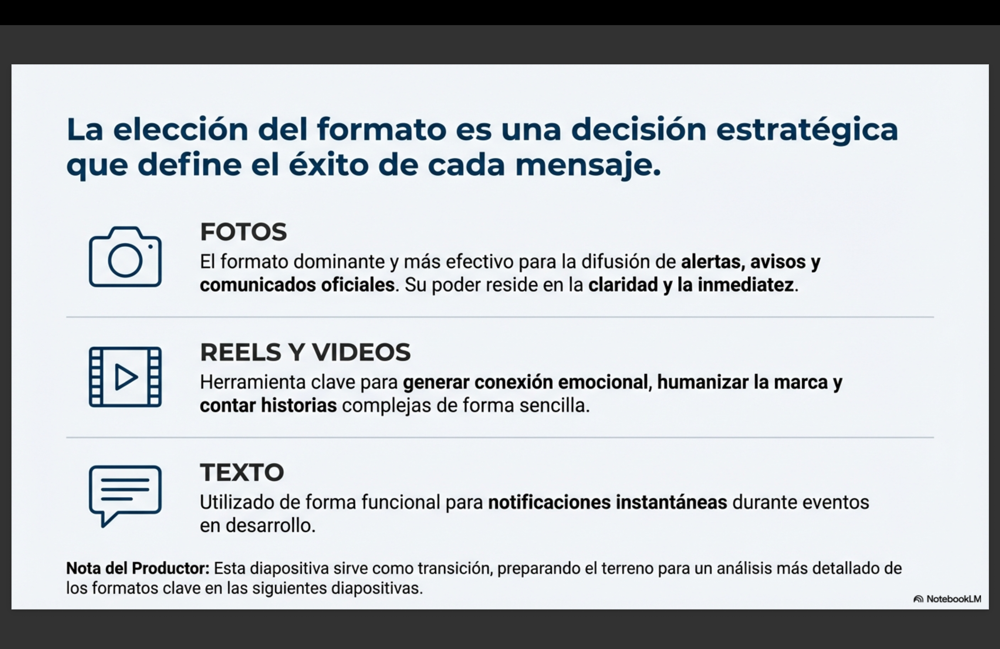 La elección del formato es una decisión estratégica
que define el éxito de cada mensaje.
FOTOS
El formato dominante y más efectivo para la difusión de alertas, avisos y
comunicados oficiales. Su poder reside en la claridad y la inmediatez.
REELS Y VIDEOS
Herramienta clave para generar conexión emocional, humanizar la marca y
contar historias complejas de forma sencilla.
TEXTO
Utilizado de forma funcional para notificaciones instantáneas durante eventos
en desarrollo.
Nota del Productor: Esta diapositiva sirve como transición, preparando el terreno para un análisis más detallado de
los formatos clave en las siguientes diapositivas.
NotebookLM